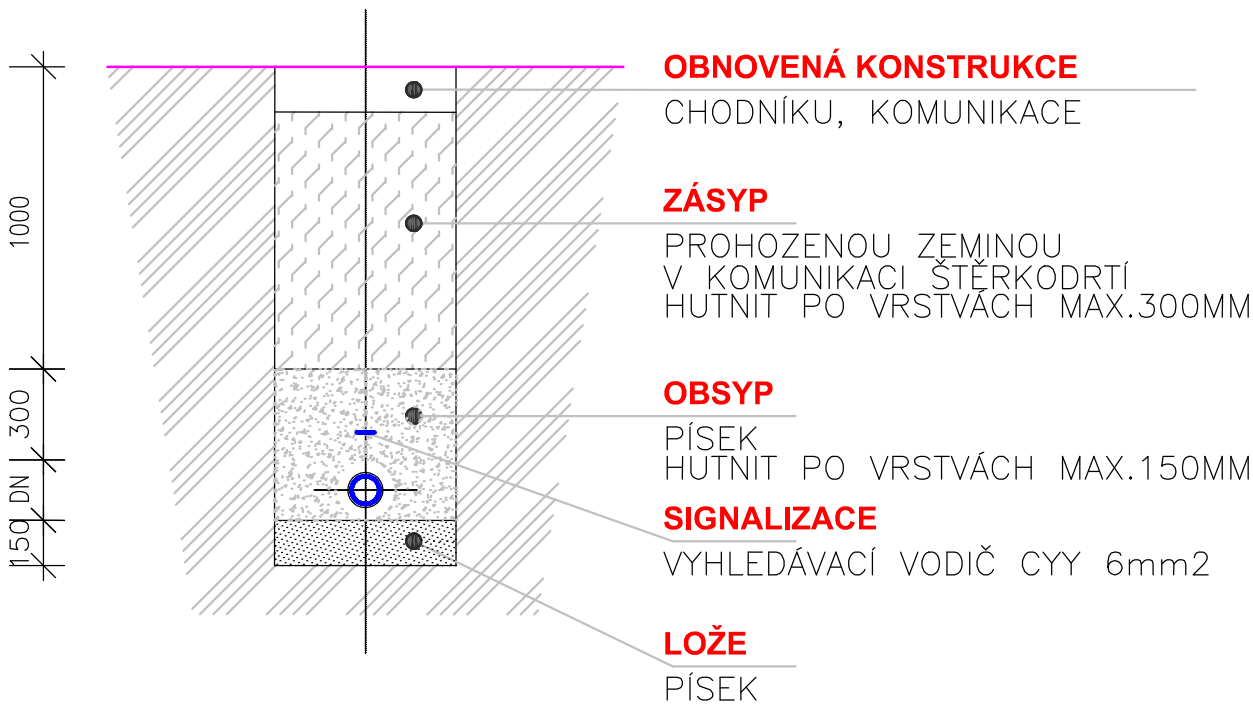 OBNOVENÁ KONSTRUKCE
CHODNÍKU, KOMUNIKACE
ZÁSYP
PROHOZENOU ZEMINOU
V KOMUNIKACI ŠTĚRKODRTÍ
HUTNIT PO VRSTVÁCH MAX.300MM
OBSYP
PÍSEK
HUTNIT PO VRSTVÁCH MAX.150MM
SIGNALIZACE
VYHLEDÁVACÍ VODIČ CYY 6mm2
LOŽE
PÍSEK
1000
300
DN
150